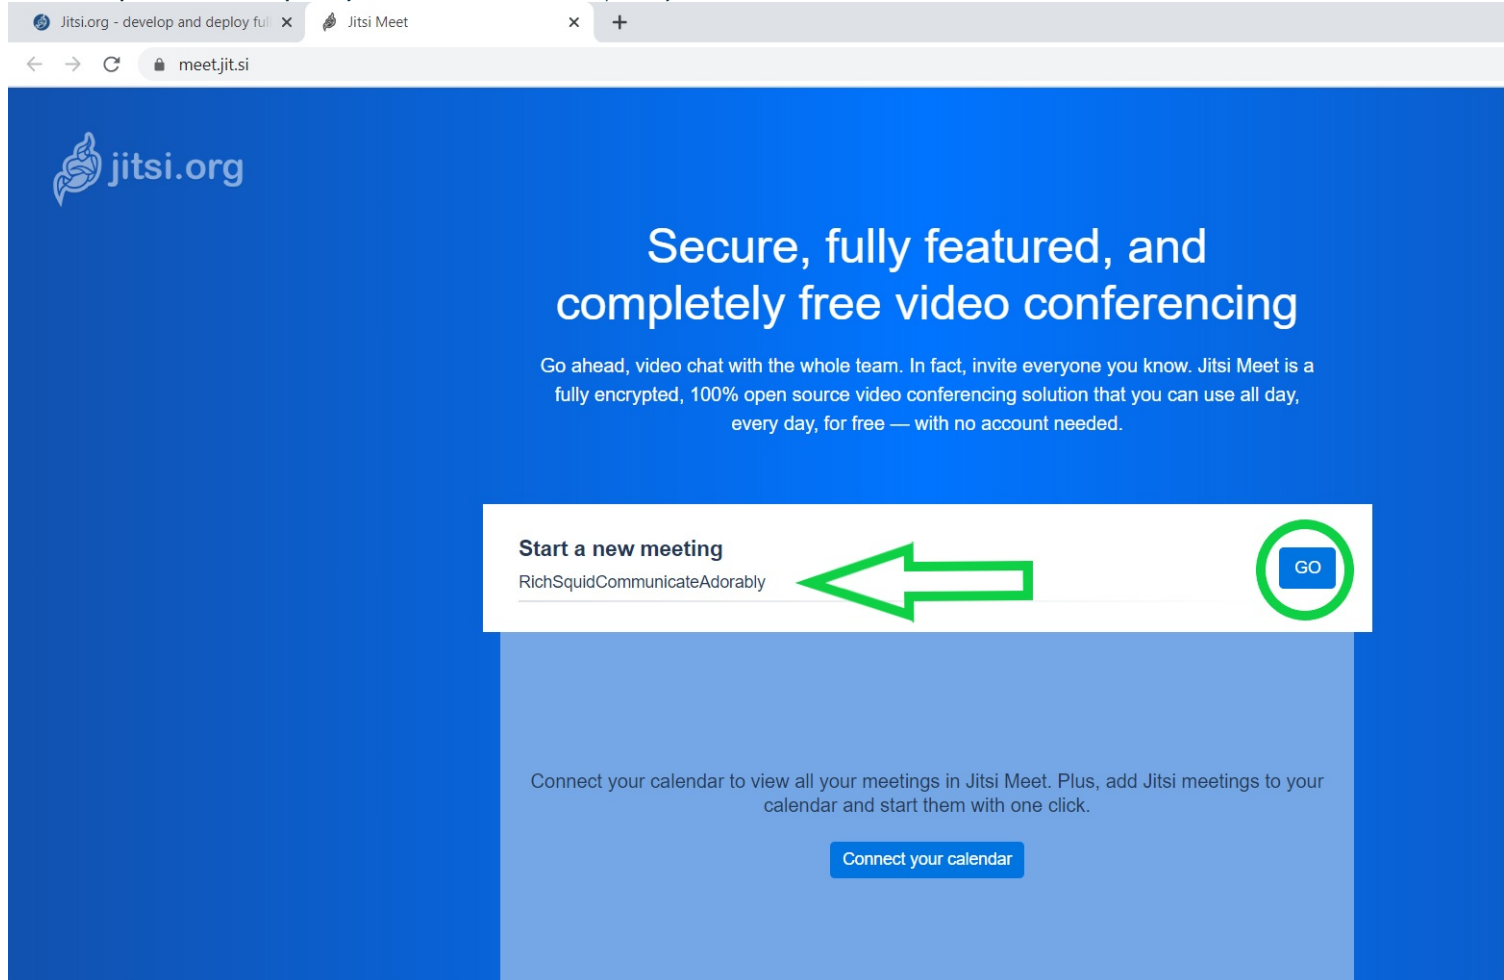 Jitsi.org - develop and deploy ful
Jitsi Meet
meet.jit.si
jitsi.org
Secure, fully featured, and
completely free video conferencing
Go ahead, video chat with the whole team. In fact, invite everyone you know. Jitsi Meet is a
fully encrypted, 100% open source video conferencing solution that you can use all day,
every day, for free — with no account needed.
Start a new meeting
RichSquidCommunicateAdorably
GO
Connect your calendar to view all your meetings in Jitsi Meet. Plus, add Jitsi meetings to your
calendar and start them with one click.
Connect your calendar